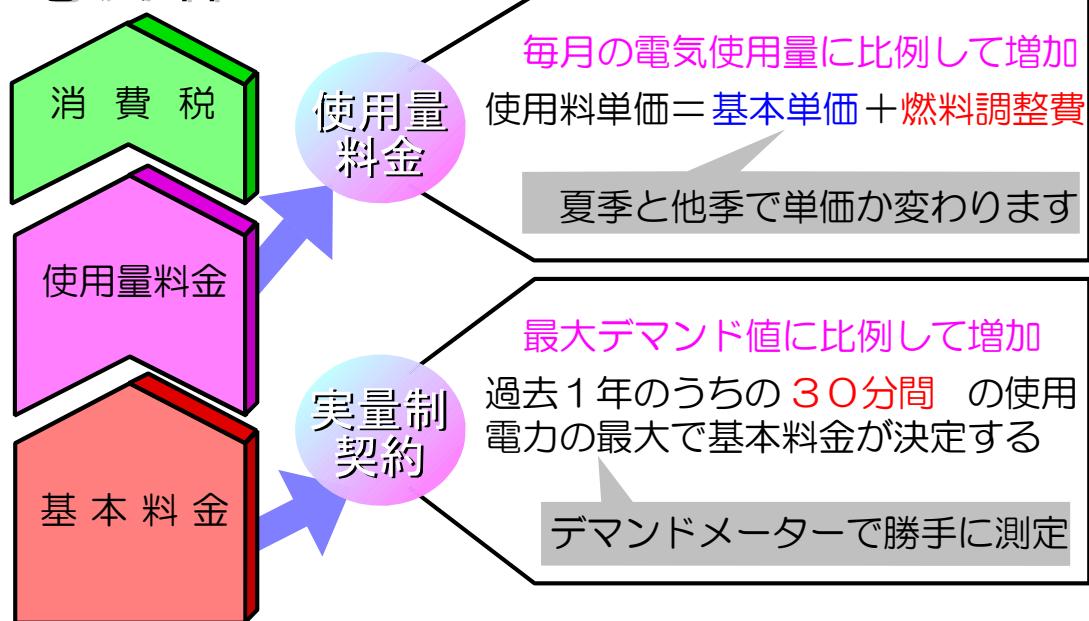 消費税
使用量料金
基本料金
使用量
料金
毎月の電気使用量に比例して増加
使用料単価＝基本単価＋燃料調整費
夏季と他季で単価か変わります
実量制
契約
最大デマンド値に比例して増加
過去１年のうちの３０分間　の使用
電力の最大で基本料金が決定する
デマンドメーターで勝手に測定